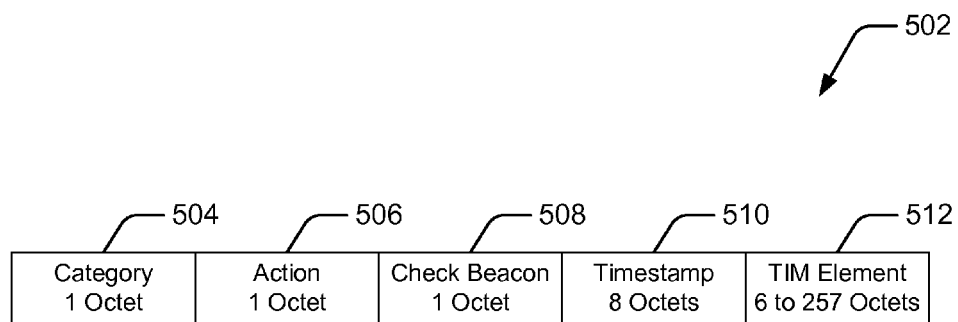 502
504
506
508
510
512
Category
1 Octet
Action
1 Octet
Check Beacon
1 Octet
Timestamp
8 Octets
TIM Element
6 to 257 Octets